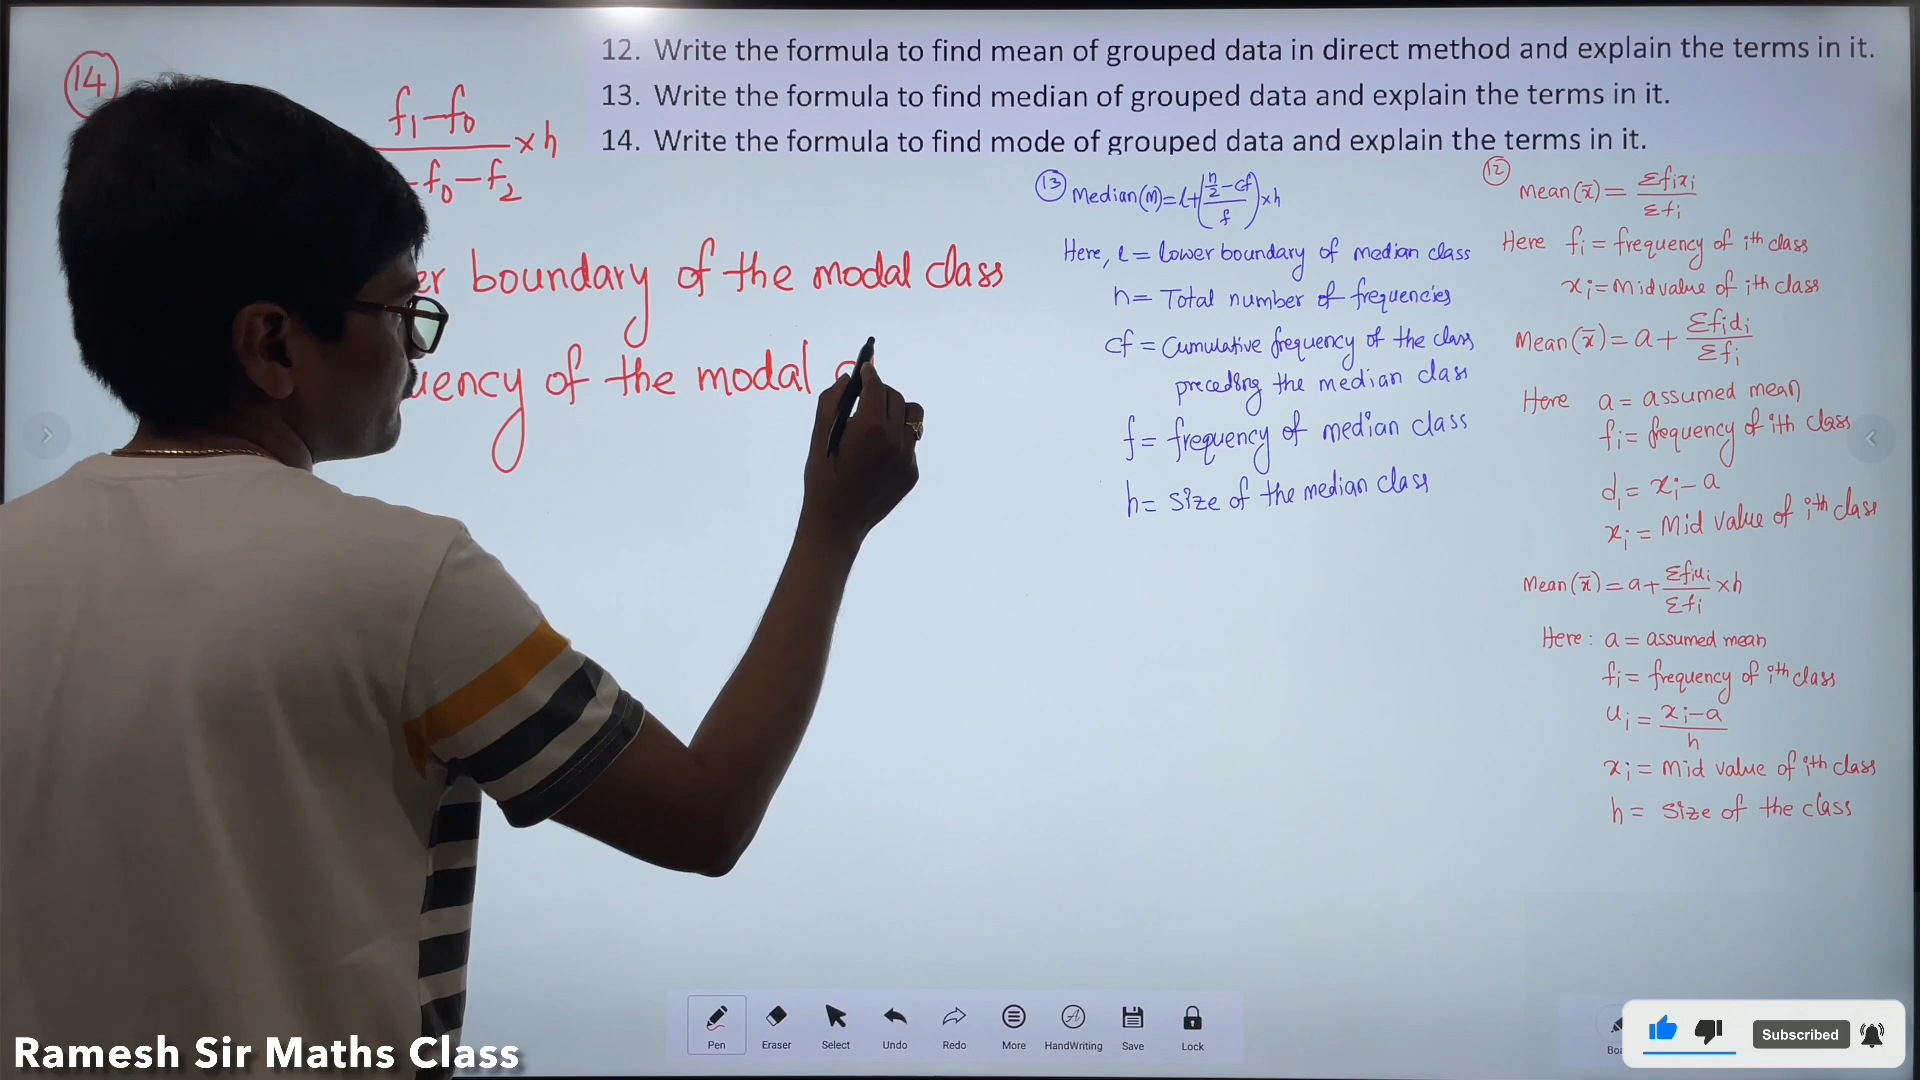 12. Write the formula to find mean of grouped data in direct method and explain the terms in it.
13. Write the formula to find median of grouped data and explain the terms in it.
14. Write the formula to find mode of grouped data and explain the terms in it.
14
f₁-f₀
×h
-f₀-f₂
er boundary of the modal class
uency of the modal
13 Median(M)=l+((n/2-cf)/f)×h
Here, l= lower boundary of median class
n= Total number of frequencies
cf = Cumulative frequency of the class
preceding the median class
f= frequency of median class
h= size of the median class
12 Mean(x̄)= Σfᵢxᵢ/Σfᵢ
Here fᵢ= frequency of ith class
xᵢ= Mid value of ith class
Mean(x̄)= a+ Σfᵢdᵢ/Σfᵢ
Here a= assumed mean
fᵢ= frequency of ith class
dᵢ= xᵢ-a
xᵢ= Mid value of ith class
Mean(x̄)= a+ Σfᵢuᵢ/Σfᵢ ×h
Here: a= assumed mean
fᵢ= frequency of ith class
uᵢ= (xᵢ-a)/h
xᵢ= Mid value of ith class
h= size of the class
Pen Eraser Select Undo Redo More HandWriting Save Lock
Subscribed
Ramesh Sir Maths Class